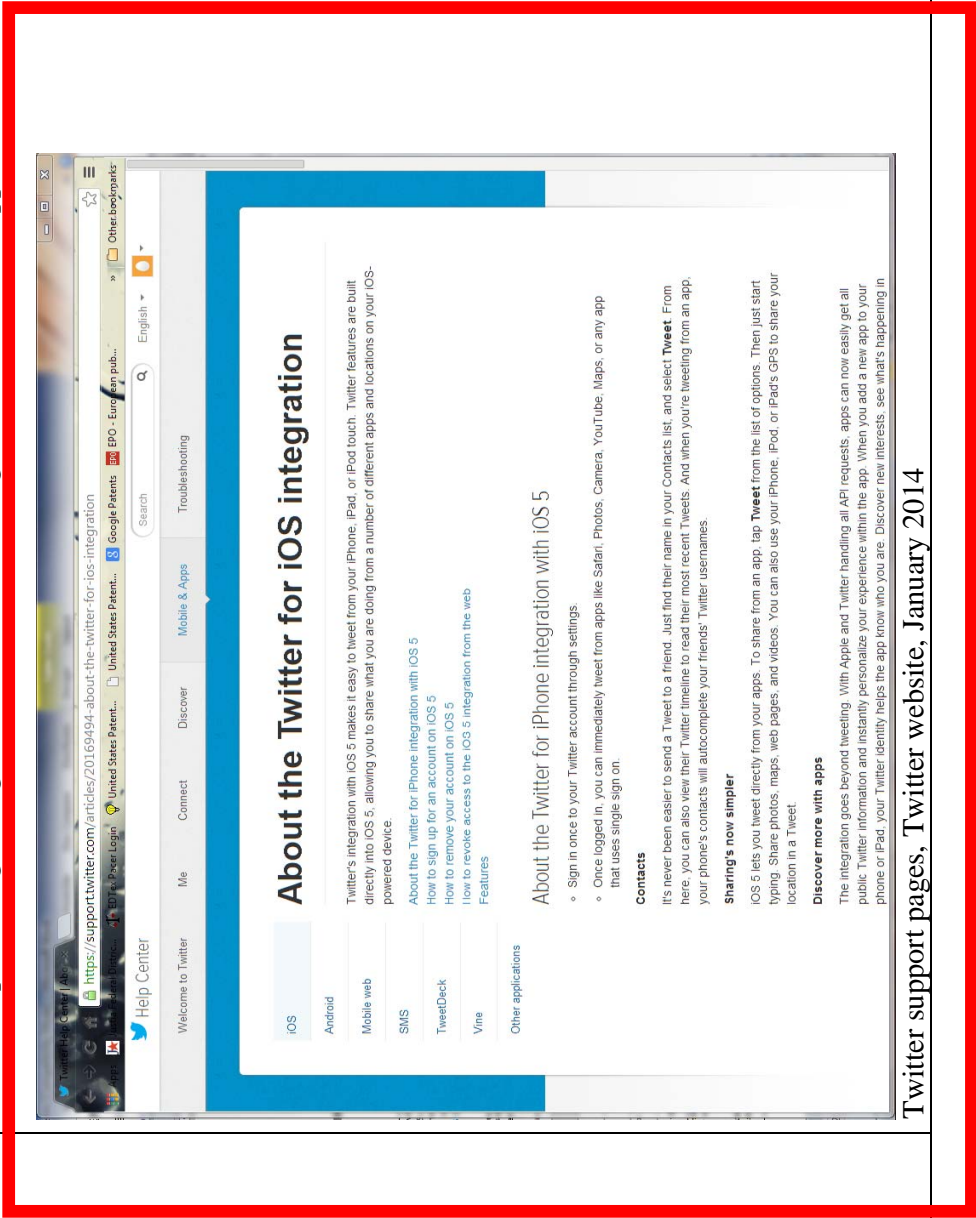 Twitter Help Center | Abo
https://support.twitter.com/articles/20169494-about-the-twitter-for-ios-integration
Apps
Login
United States Patent...
United States Patent...
Google Patents
EPO EPO - European pub...
»
Other bookmarks
Help Center
Search
English
Welcome to Twitter
Me
Connect
Discover
Mobile & Apps
Troubleshooting
iOS
Android
Mobile web
SMS
TweetDeck
Vine
Other applications
About the Twitter for iOS integration
Twitter's integration with iOS 5 makes it easy to tweet from your iPhone, iPad, or iPod touch. Twitter features are built
directly into iOS 5, allowing you to share what you are doing from a number of different apps and locations on your iOS-
powered device.
About the Twitter for iPhone integration with iOS 5
How to sign up for an account on iOS 5
How to remove your account on iOS 5
How to revoke access to the iOS 5 integration from the web
Features
About the Twitter for iPhone integration with iOS 5
◦ Sign in once to your Twitter account through settings.
◦ Once logged in, you can immediately tweet from apps like Safari, Photos, Camera, YouTube, Maps, or any app
that uses single sign on.
Contacts
It's never been easier to send a Tweet to a friend. Just find their name in your Contacts list, and select Tweet. From
here, you can also view their Twitter timeline to read their most recent Tweets. And when you're tweeting from an app,
your phone's contacts will autocomplete your friends' Twitter usernames.
Sharing's now simpler
iOS 5 lets you tweet directly from your apps. To share from an app, tap Tweet from the list of options. Then just start
typing. Share photos, maps, web pages, and videos. You can also use your iPhone, iPod, or iPad's GPS to share your
location in a Tweet.
Discover more with apps
The integration goes beyond tweeting. With Apple and Twitter handling all API requests, apps can now easily get all
public Twitter information and instantly personalize your experience within the app. When you add a new app to your
phone or iPad, your Twitter identity helps the app know who you are. Discover new interests, see what's happening in
Twitter support pages, Twitter website, January 2014